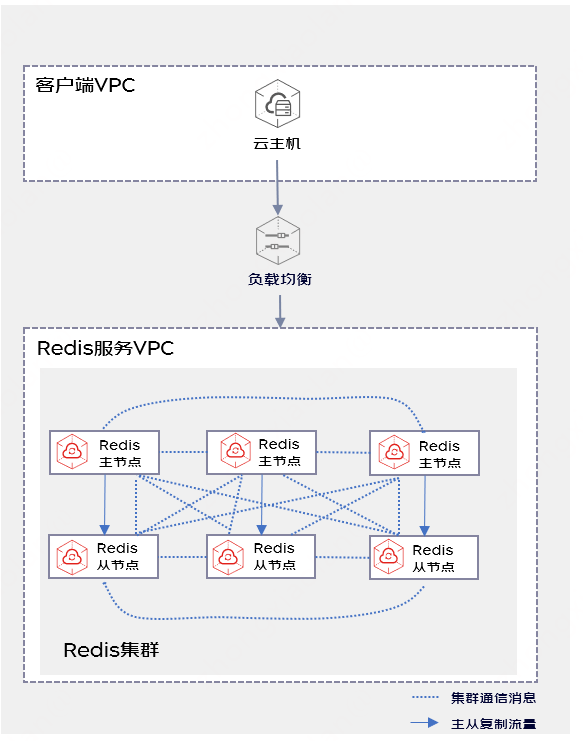 客户端VPC
云主机
负载均衡
Redis服务VPC
Redis
主节点
Redis
主节点
Redis
主节点
Redis
从节点
Redis
从节点
Redis
从节点
Redis集群
集群通信消息
主从复制流量